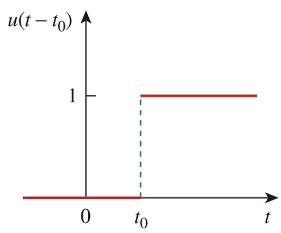 u(t – t₀)
1
0 t₀ t